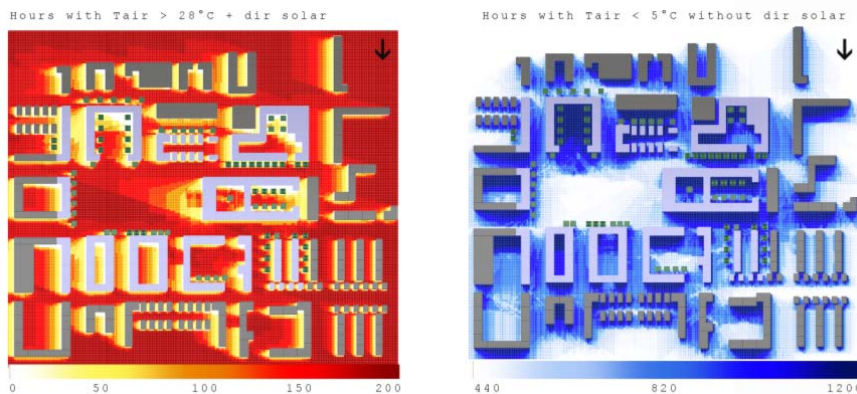 Hours with Tair > 28°C + dir solar
Hours with Tair < 5°C without dir solar
0 50 100 150 200
440 820 1200